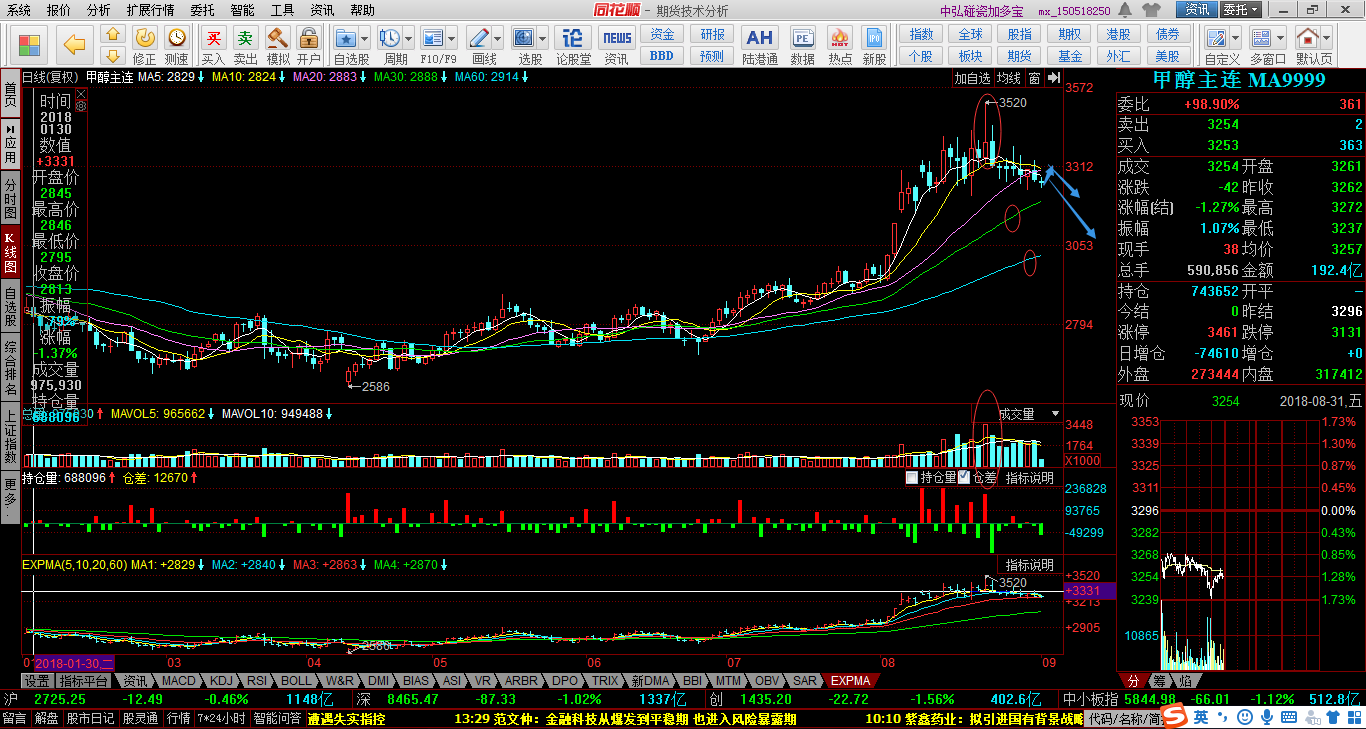 系统 报价 分析 扩展行情 委托 智能 工具 资讯 帮助
同花顺 - 期货技术分析
中弘碰瓷加多宝 mx_150518250 资讯 委托
修正 测速 买 买入 卖 卖出 模拟 开户 自选股 周期 F10/F9 画线 选股 论 论股堂 NEWS 资讯
资金 BBD 研报 预测 AH 陆港通 PE 数据 HOT 热点 IPO 新股
指数 全球 股指 期权 港股 债券
个股 板块 期货 基金 外汇 美股
自定义 多窗口 默认页
首页
应用
分时图
K线图
自选股
综合排名
上证指数
更多
日线(复权) 甲醇主连 MA5: 2829↓ MA10: 2824↓ MA20: 2883↓ MA30: 2888↓ MA60: 2914↓
加自选 均线 窗
时间
2018
0130
数值
+3331
开盘价
2845
最高价
2846
最低价
2795
收盘价
2813
振幅
涨幅
-1.37%
成交量
975,930
持仓量
688096
3520
2586
3572
3312
3053
2794
MAVOL5: 965662↓ MAVOL10: 949488↓
成交量
3448
1764
X1000
持仓量: 688096↑ 仓差: 12670↑
持仓量 仓差 指标说明
236828
93765
-49299
EXPMA(5,10,20,60) MA1: +2829↓ MA2: +2840↓ MA3: +2863↓ MA4: +2870↓
指标说明
3520
2580
+3520
+3331
+3213
+2905
2018-01-30,二 03 04 05 06 07 08 09
设置 指标平台 资讯 MACD KDJ RSI BOLL W&R DMI BIAS ASI VR ARBR DPO TRIX 新DMA BBI MTM OBV SAR EXPMA
甲醇主连 MA9999
委比 +98.90% 361
卖出 3254 2
买入 3253 363
成交 3254 开盘 3261
涨跌 -42 昨收 3262
涨幅(结) -1.27% 最高 3272
振幅 1.07% 最低 3237
现手 38 均价 3257
总手 590,856 金额 192.4亿
持仓 743652 开平 —
今结 0 昨结 3296
涨停 3461 跌停 3131
日增仓 -74610 增仓 +0
外盘 273444 内盘 317412
现价 3254 2018-08-31,五
3353 1.73%
3339 1.30%
3325 0.87%
3311 0.45%
3296 0.00%
3282 0.43%
3268 0.85%
3254 1.28%
3239 1.73%
10865
分 筹 焰
沪 2725.25 -12.49 -0.46% 1148亿 深 8465.47 -87.33 -1.02% 1337亿 创 1435.20 -22.72 -1.56% 402.6亿 中小板指 5844.98 -66.01 -1.12% 512.8亿
留言 解盘 股市日记 股灵通 行情 7*24小时 智能问答 遭遇失实指控 13:29 范文仲：金融科技从爆发到平稳期 也进入风险暴露期 10:10 紫鑫药业：拟引进国有背景战略 代码/名称/简
英